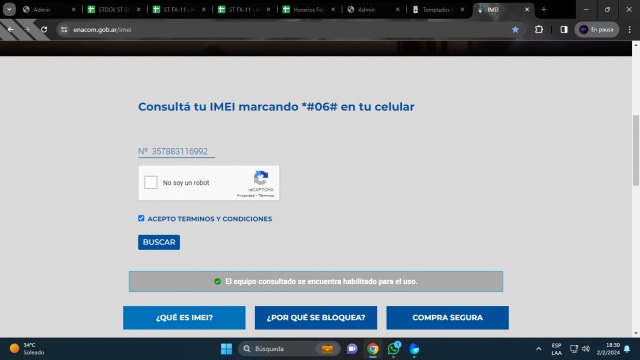 Admin
STOCK ST E
ST FX-11 - M
ST FX-11 -
Horarios Fo
Admin
Templados
IMEI
enacom.gob.ar/imei
En pausa
Consultá tu IMEI marcando *#06# en tu celular
Nº 357883116992
No soy un robot
reCAPTCHA
Privacidad - Términos
ACEPTO TERMINOS Y CONDICIONES
BUSCAR
El equipo consultado se encuentra habilitado para el uso.
¿QUÉ ES IMEI?
¿POR QUÉ SE BLOQUEA?
COMPRA SEGURA
34°C
Soleado
Búsqueda
ESP
LAA
18:30
2/2/2024